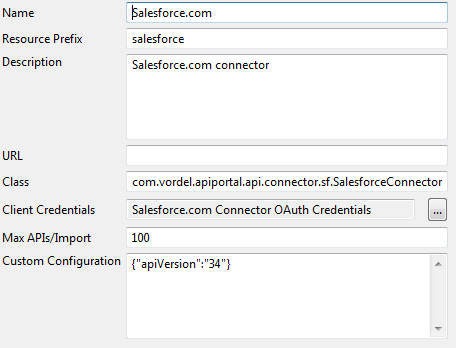 Name Salesforce.com
Resource Prefix salesforce
Description Salesforce.com connector
URL
Class com.vordel.apiportal.api.connector.sf.SalesforceConnector
Client Credentials Salesforce.com Connector OAuth Credentials ...
Max APIs/Import 100
Custom Configuration {"apiVersion":"34"}